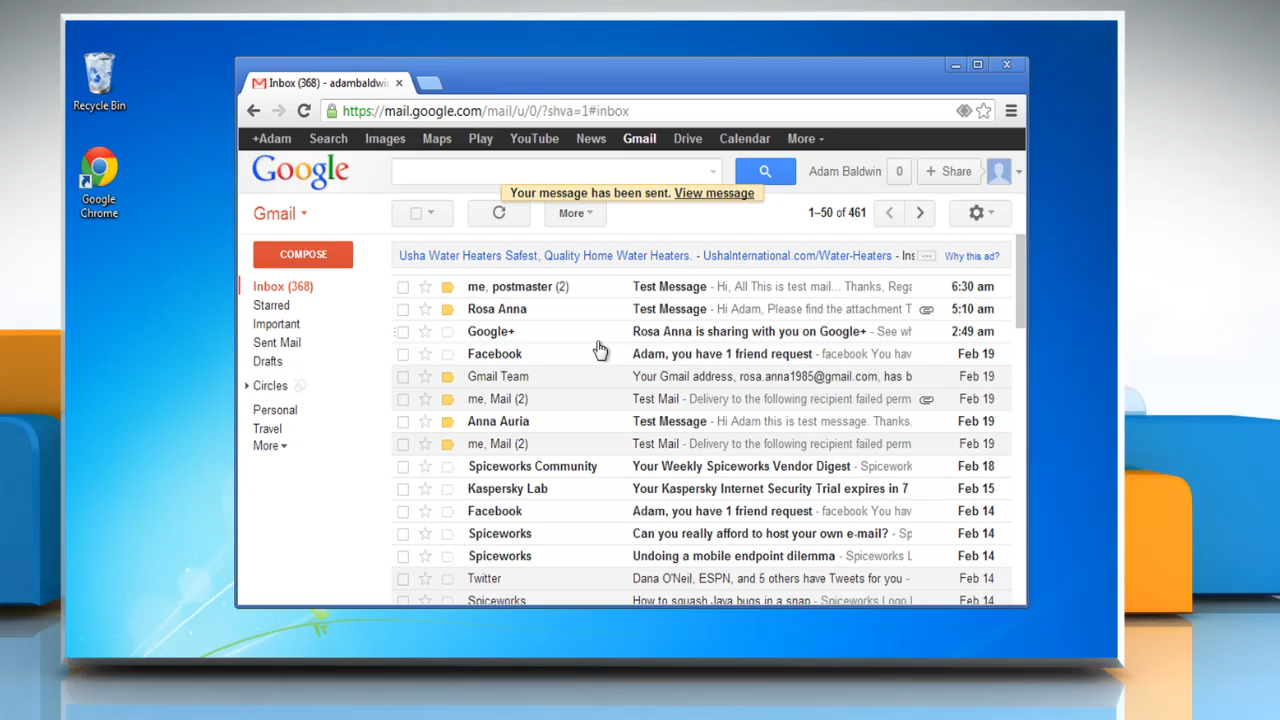 Recycle Bin
Google Chrome
Inbox (368) - adambaldwi
https://mail.google.com/mail/u/0/?shva=1#inbox
+Adam Search Images Maps Play YouTube News Gmail Drive Calendar More
Google Adam Baldwin 0 + Share
Your message has been sent. View message
Gmail More 1–50 of 461
COMPOSE
Inbox (368)
Starred
Important
Sent Mail
Drafts
Circles
Personal
Travel
More
Usha Water Heaters Safest, Quality Home Water Heaters. - UshaInternational.com/Water-Heaters - Ins Why this ad?
me, postmaster (2) Test Message - Hi, All This is test mail... Thanks, Rega 6:30 am
Rosa Anna Test Message - Hi Adam, Please find the attachment T 5:10 am
Google+ Rosa Anna is sharing with you on Google+ - See wh 2:49 am
Facebook Adam, you have 1 friend request - facebook You hav Feb 19
Gmail Team Your Gmail address, rosa.anna1985@gmail.com, has b Feb 19
me, Mail (2) Test Mail - Delivery to the following recipient failed perm Feb 19
Anna Auria Test Message - Hi Adam this is test message. Thanks, Feb 19
me, Mail (2) Test Mail - Delivery to the following recipient failed perm Feb 19
Spiceworks Community Your Weekly Spiceworks Vendor Digest - Spicework Feb 18
Kaspersky Lab Your Kaspersky Internet Security Trial expires in 7 Feb 15
Facebook Adam, you have 1 friend request - facebook You hav Feb 14
Spiceworks Can you really afford to host your own e-mail? - Sp Feb 14
Spiceworks Undoing a mobile endpoint dilemma - Spiceworks L Feb 14
Twitter Dana O'Neil, ESPN, and 5 others have Tweets for you - Feb 14
Spiceworks How to squash Java bugs in a snap - Spiceworks Logo L Feb 14